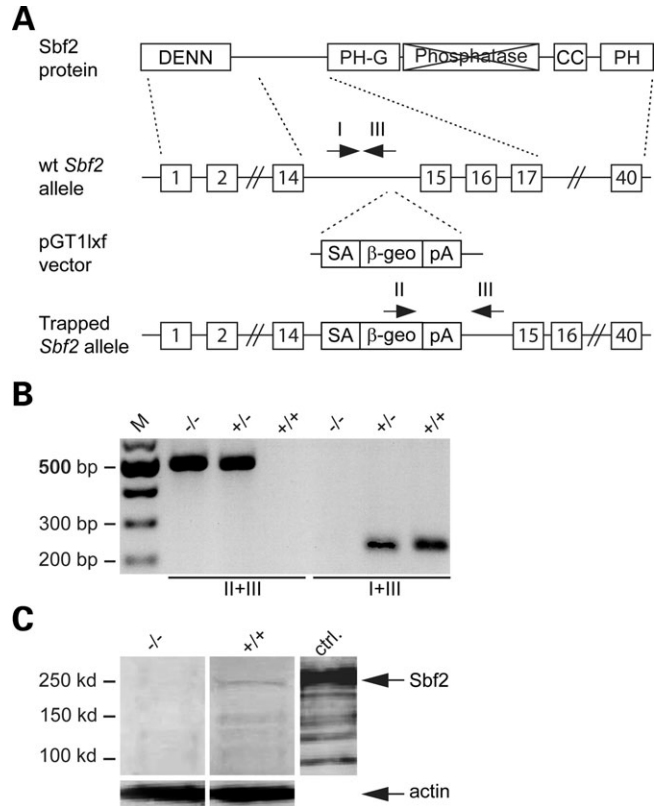 A
Sbf2 protein
DENN PH-G Phosphatase CC PH
I III
wt Sbf2 allele
1 2 // 14 15 16 17 // 40
pGT1lxf vector
SA β-geo pA
II III
Trapped Sbf2 allele
1 2 // 14 SA β-geo pA 15 16 // 40
B
M -/- +/- +/+ -/- +/- +/+
500 bp
300 bp
200 bp
II+III I+III
C
-/- +/+ ctrl.
250 kd Sbf2
150 kd
100 kd
actin